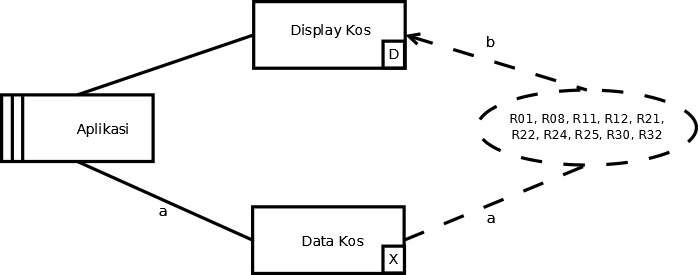 Display Kos
D
b
R01, R08, R11, R12, R21,
R22, R24, R25, R30, R32
Aplikasi
a
a
Data Kos
X